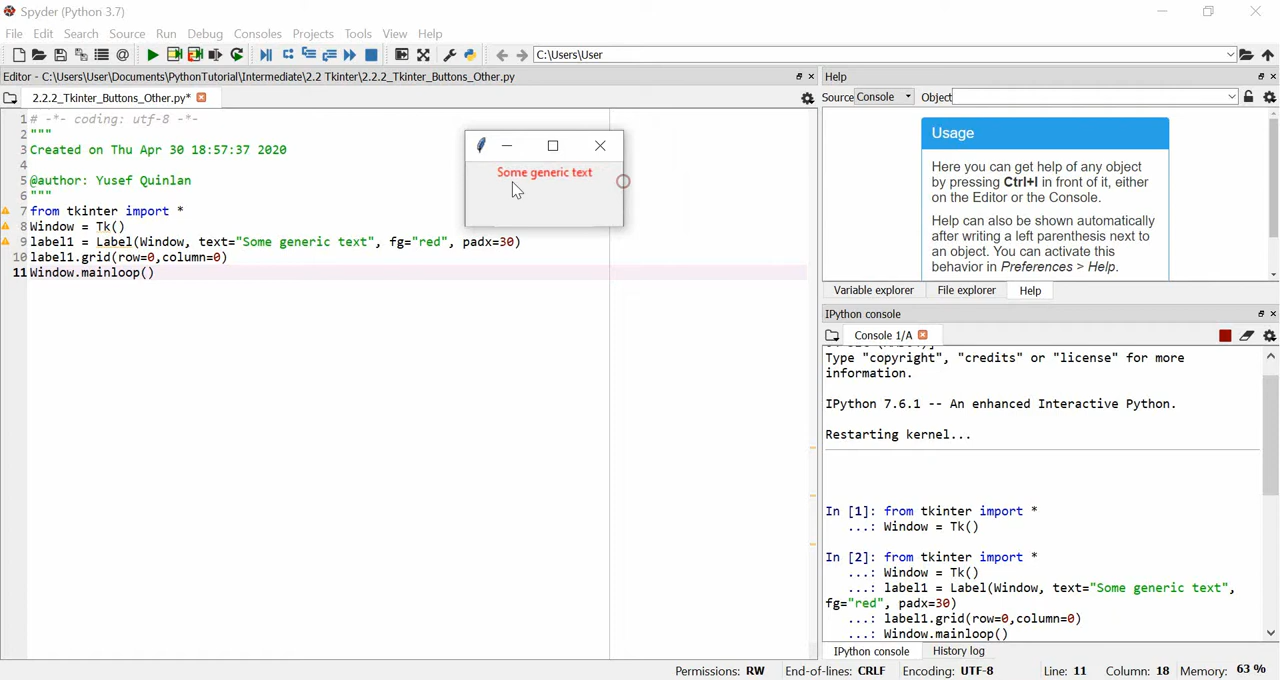 Spyder (Python 3.7)
File Edit Search Source Run Debug Consoles Projects Tools View Help
C:\Users\User
Editor - C:\Users\User\Documents\PythonTutorial\Intermediate\2.2 Tkinter\2.2.2_Tkinter_Buttons_Other.py
2.2.2_Tkinter_Buttons_Other.py*
1 # -*- coding: utf-8 -*-
2 """
3 Created on Thu Apr 30 18:57:37 2020
4
5 @author: Yusef Quinlan
6 """
7 from tkinter import *
8 Window = Tk()
9 label1 = Label(Window, text="Some generic text", fg="red", padx=30)
10 label1.grid(row=0,column=0)
11 Window.mainloop()
Some generic text
Help
Source Console Object
Usage
Here you can get help of any object
by pressing Ctrl+I in front of it, either
on the Editor or the Console.
Help can also be shown automatically
after writing a left parenthesis next to
an object. You can activate this
behavior in Preferences > Help.
Variable explorer File explorer Help
IPython console
Console 1/A
Type "copyright", "credits" or "license" for more
information.
IPython 7.6.1 -- An enhanced Interactive Python.
Restarting kernel...
In [1]: from tkinter import *
...: Window = Tk()
In [2]: from tkinter import *
...: Window = Tk()
...: label1 = Label(Window, text="Some generic text",
fg="red", padx=30)
...: label1.grid(row=0,column=0)
...: Window.mainloop()
IPython console History log
Permissions: RW End-of-lines: CRLF Encoding: UTF-8 Line: 11 Column: 18 Memory: 63 %